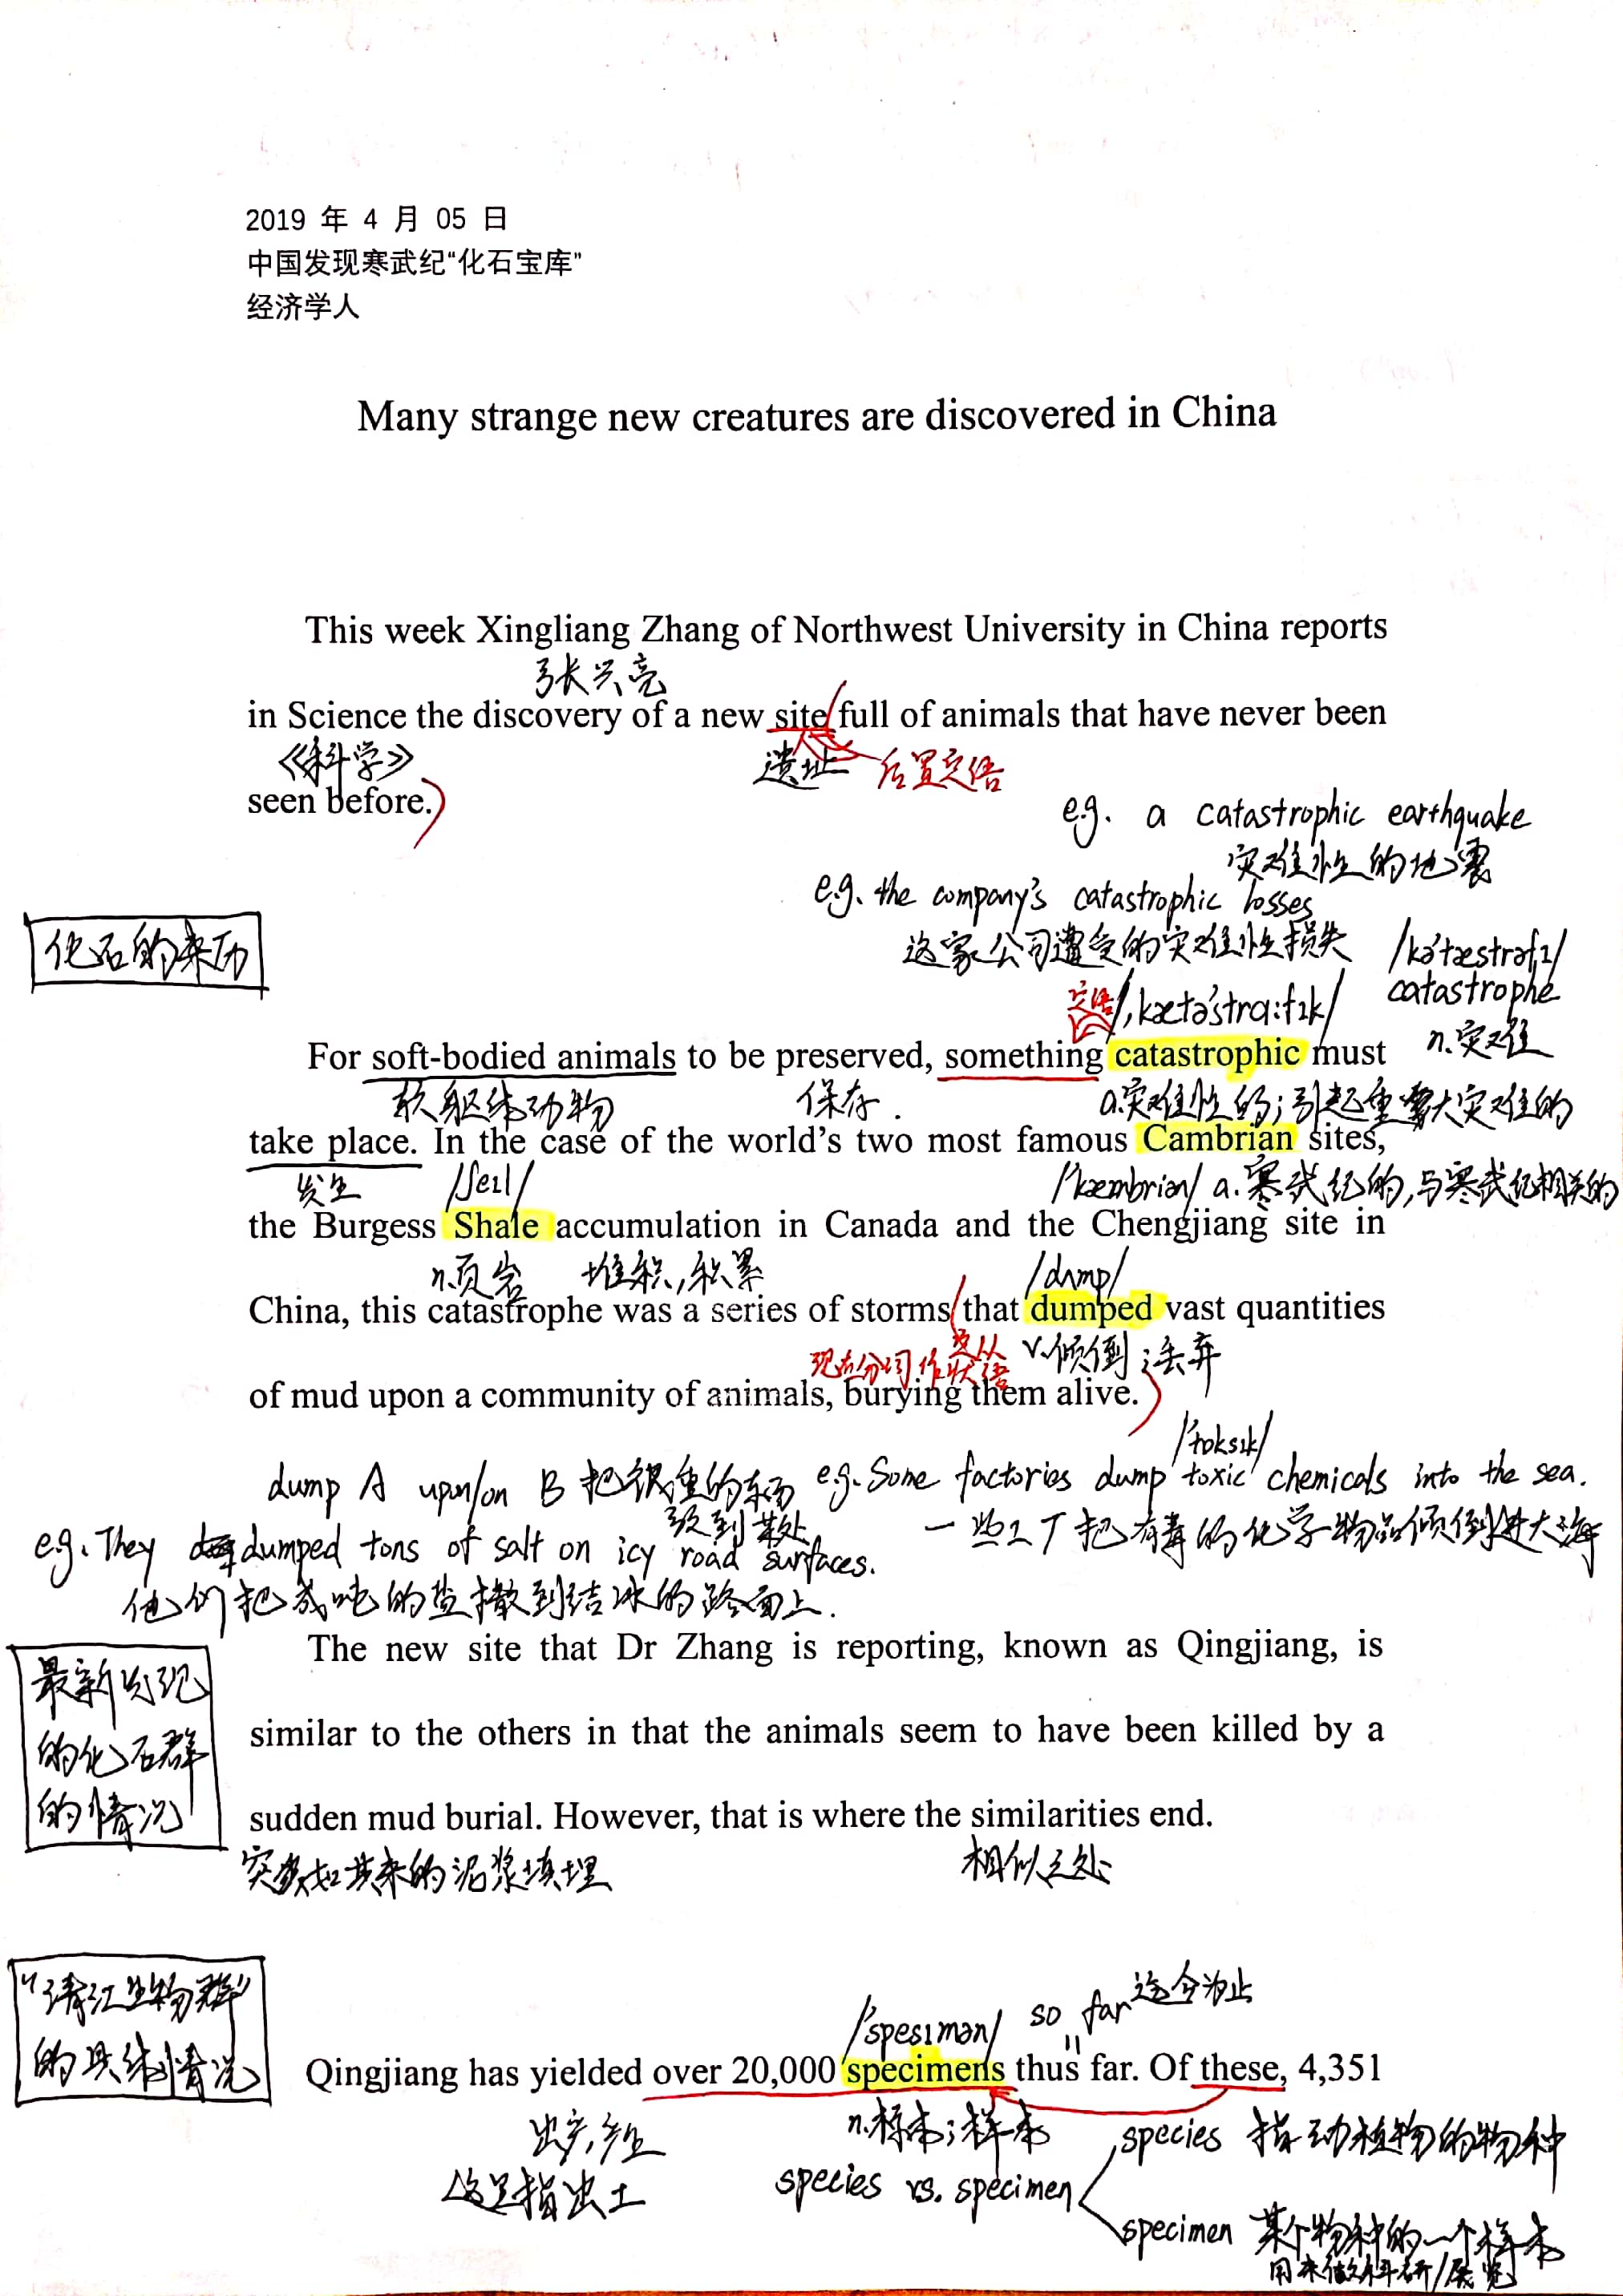 2019 年 4 月 05 日
中国发现寒武纪“化石宝库”
经济学人
Many strange new creatures are discovered in China
This week Xingliang Zhang of Northwest University in China reports
张兴亮
in Science the discovery of a new site full of animals that have never been
《科学》 遗址 后置定语
seen before.
e.g. a catastrophic earthquake
灾难性的地震
e.g. the company's catastrophic losses
这家公司遭受的灾难性损失
化石的来历
/kə'tæstrəfɪ/
catastrophe
n.灾难
定语 /ˌkætə'strɑːfɪk/
For soft-bodied animals to be preserved, something catastrophic must
软躯体动物 保存. a.灾难性的;引起重大灾难的
take place. In the case of the world’s two most famous Cambrian sites,
发生 /ʃeɪl/ /'kæmbriən/ a.寒武纪的,与寒武纪相关的
the Burgess Shale accumulation in Canada and the Chengjiang site in
n.页岩 堆积,积累 /dʌmp/
China, this catastrophe was a series of storms that dumped vast quantities
定从 v.倾倒;丢弃
现在分词作状语
of mud upon a community of animals, burying them alive.
/'tɒksɪk/
dump A upon/on B 把很重的东西 e.g. Some factories dump toxic chemicals into the sea.
放到某处 一些工厂把有毒的化学物品倾倒进大海
e.g. They dumped tons of salt on icy road surfaces.
他们把成吨的盐撒到结冰的路面上.
The new site that Dr Zhang is reporting, known as Qingjiang, is
最新发现
的化石群
的情况
similar to the others in that the animals seem to have been killed by a
sudden mud burial. However, that is where the similarities end.
突如其来的泥浆填埋 相似之处
“清江生物群”
的具体情况
/'spesɪmən/ so far 迄今为止
Qingjiang has yielded over 20,000 specimens thus far. Of these, 4,351
出产,产生 n.标本;样本
这里指出土
species vs. specimen
species 指动植物的物种
specimen 某个物种的一个样本
用来做科研/展览